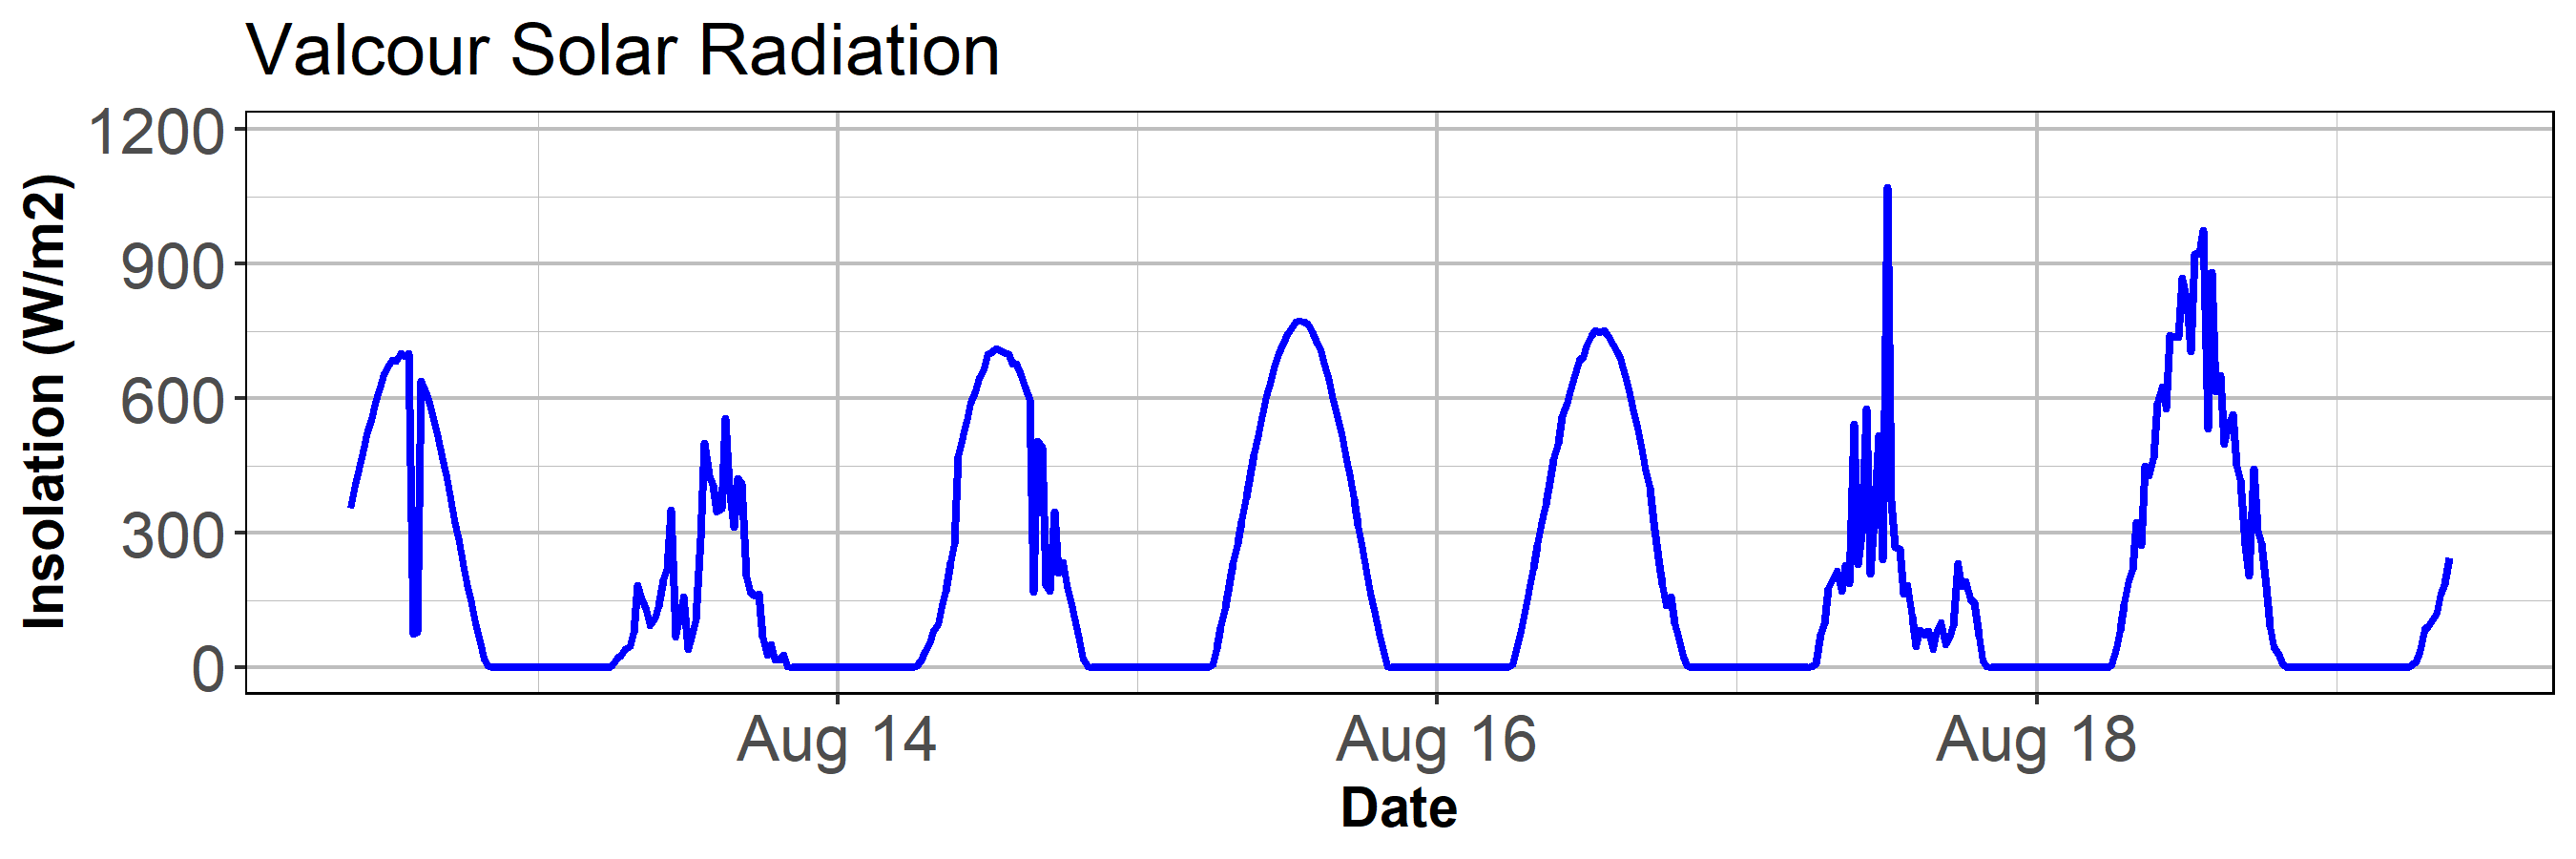 Valcour Solar Radiation
1200
900
600
300
0
Insolation (W/m2)
Aug 14 Aug 16 Aug 18
Date